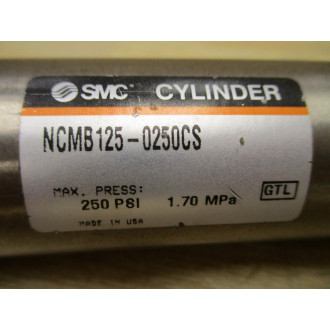 SMC CYLINDER
NCMB125-0250CS
MAX. PRESS:
250 PSI 1.70 MPa
GTL
MADE IN USA